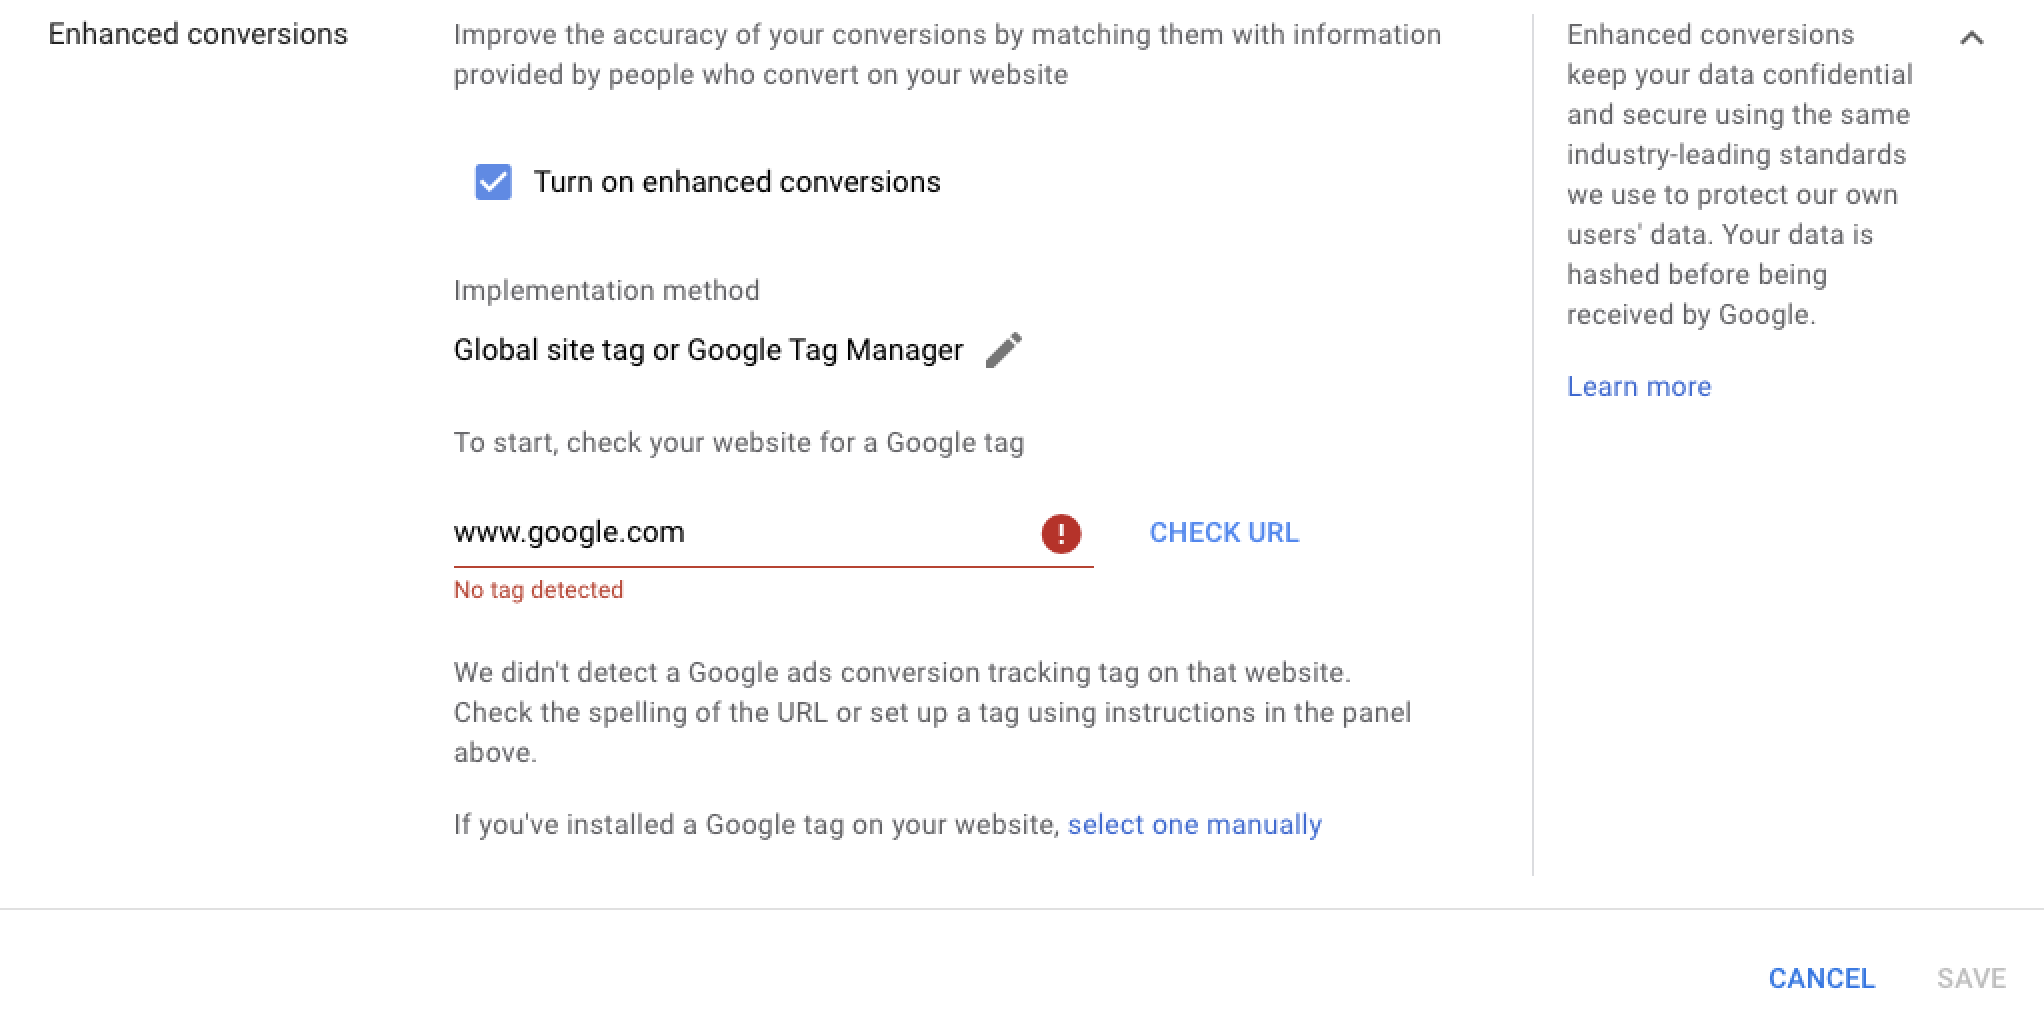 Enhanced conversions
Improve the accuracy of your conversions by matching them with information
provided by people who convert on your website
Turn on enhanced conversions
Implementation method
Global site tag or Google Tag Manager
To start, check your website for a Google tag
www.google.com
!
CHECK URL
No tag detected
We didn't detect a Google ads conversion tracking tag on that website.
Check the spelling of the URL or set up a tag using instructions in the panel
above.
If you've installed a Google tag on your website, select one manually
Enhanced conversions
keep your data confidential
and secure using the same
industry-leading standards
we use to protect our own
users' data. Your data is
hashed before being
received by Google.
Learn more
CANCEL
SAVE